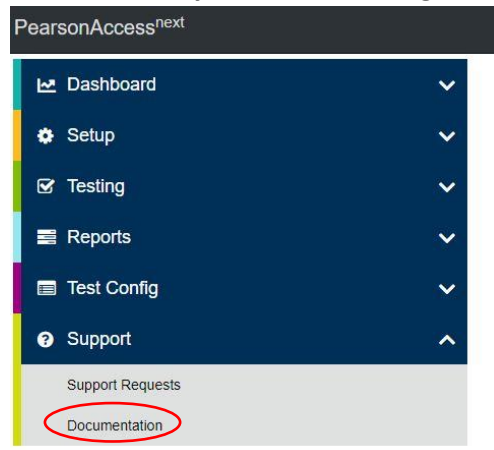 PearsonAccessnext
Dashboard
Setup
Testing
Reports
Test Config
Support
Support Requests
Documentation